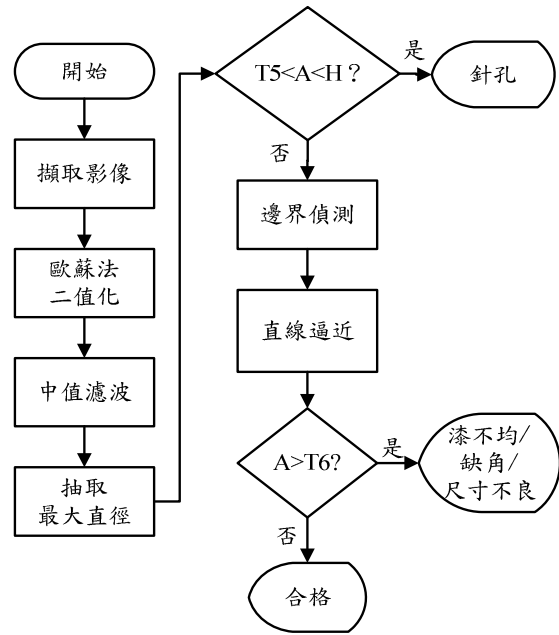 開始
擷取影像
歐蘇法
二值化
中值濾波
抽取
最大直徑
T5<A<H？
是
針孔
否
邊界偵測
直線逼近
A>T6?
是
漆不均/
缺角/
尺寸不良
否
合格